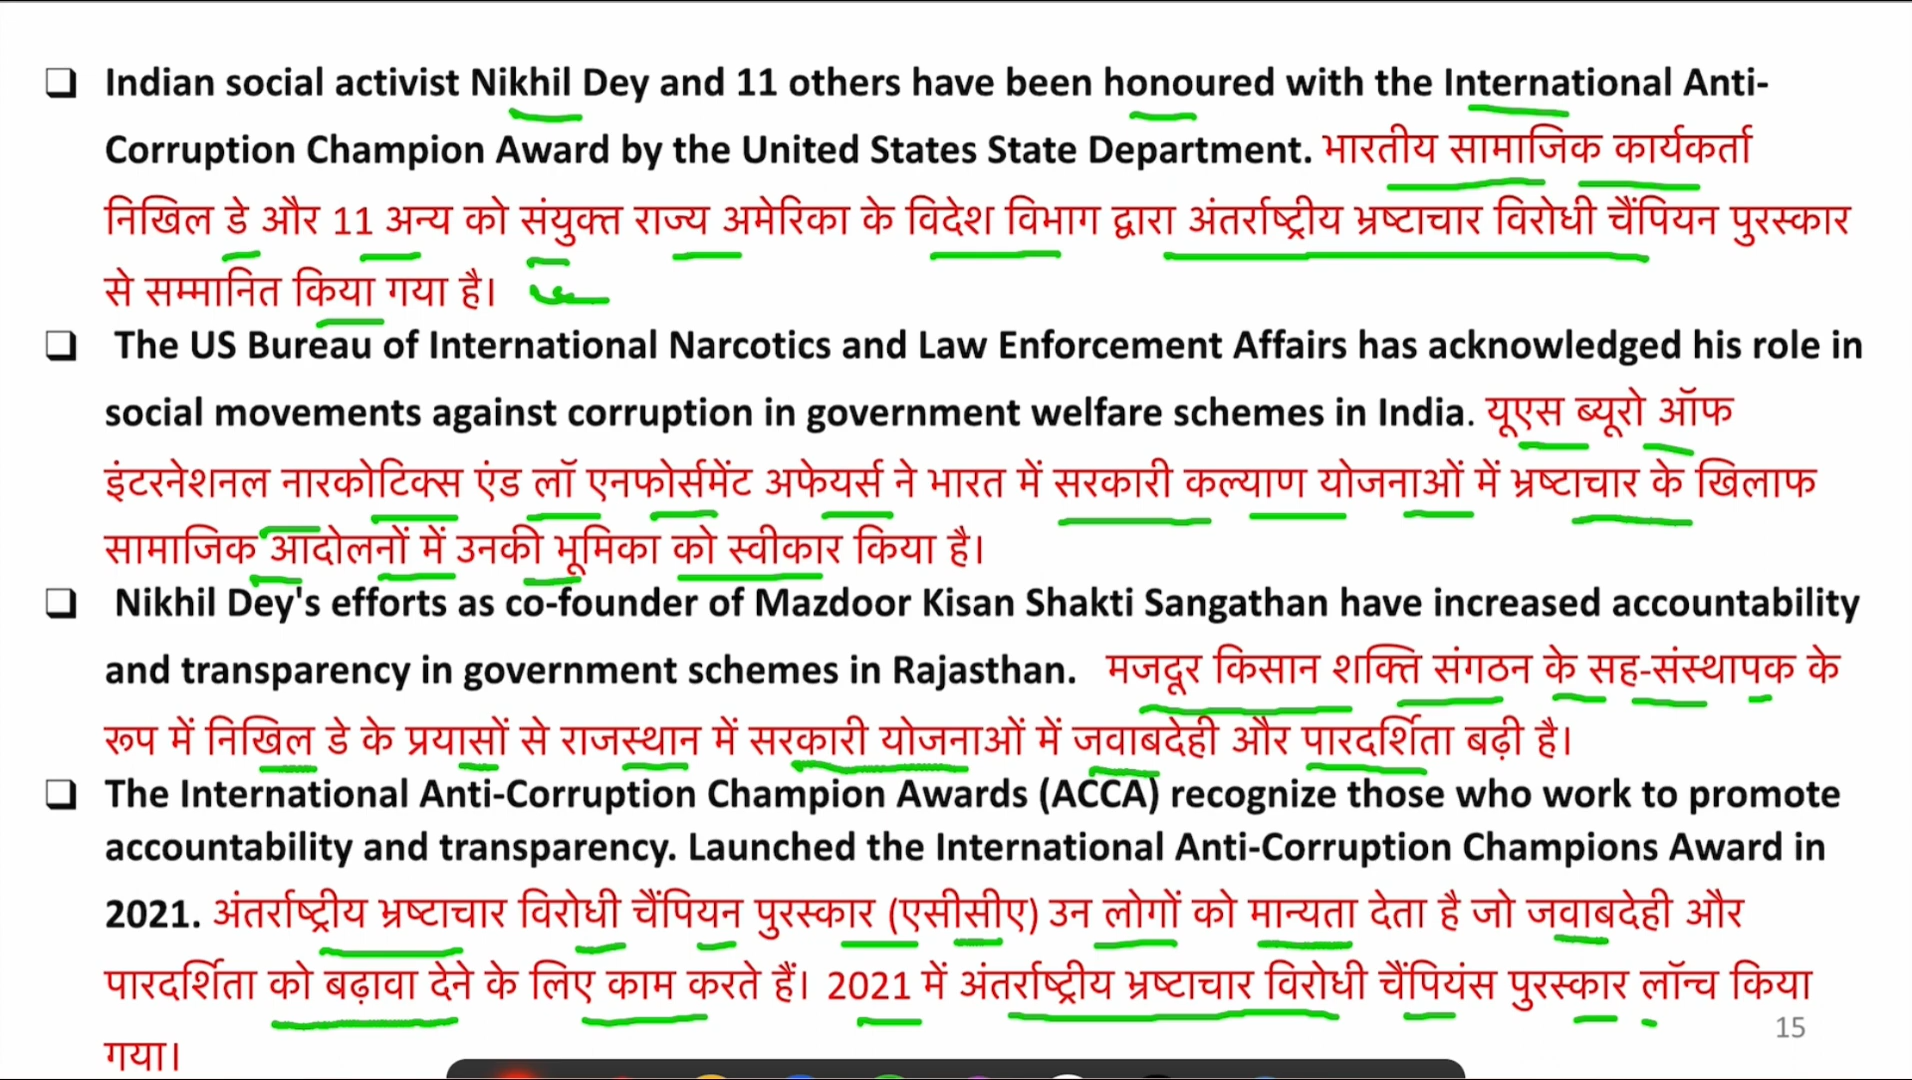 ❑ Indian social activist Nikhil Dey and 11 others have been honoured with the International Anti-
Corruption Champion Award by the United States State Department. भारतीय सामाजिक कार्यकर्ता
निखिल डे और 11 अन्य को संयुक्त राज्य अमेरिका के विदेश विभाग द्वारा अंतर्राष्ट्रीय भ्रष्टाचार विरोधी चैंपियन पुरस्कार
से सम्मानित किया गया है।
❑ The US Bureau of International Narcotics and Law Enforcement Affairs has acknowledged his role in
social movements against corruption in government welfare schemes in India. यूएस ब्यूरो ऑफ
इंटरनेशनल नारकोटिक्स एंड लॉ एनफोर्समेंट अफेयर्स ने भारत में सरकारी कल्याण योजनाओं में भ्रष्टाचार के खिलाफ
सामाजिक आदोलनों में उनकी भूमिका को स्वीकार किया है।
❑ Nikhil Dey's efforts as co-founder of Mazdoor Kisan Shakti Sangathan have increased accountability
and transparency in government schemes in Rajasthan. मजदूर किसान शक्ति संगठन के सह-संस्थापक के
रूप में निखिल डे के प्रयासों से राजस्थान में सरकारी योजनाओं में जवाबदेही और पारदर्शिता बढ़ी है।
❑ The International Anti-Corruption Champion Awards (ACCA) recognize those who work to promote
accountability and transparency. Launched the International Anti-Corruption Champions Award in
2021. अंतर्राष्ट्रीय भ्रष्टाचार विरोधी चैंपियन पुरस्कार (एसीसीए) उन लोगों को मान्यता देता है जो जवाबदेही और
पारदर्शिता को बढ़ावा देने के लिए काम करते हैं। 2021 में अंतर्राष्ट्रीय भ्रष्टाचार विरोधी चैंपियंस पुरस्कार लॉन्च किया
गया।
15